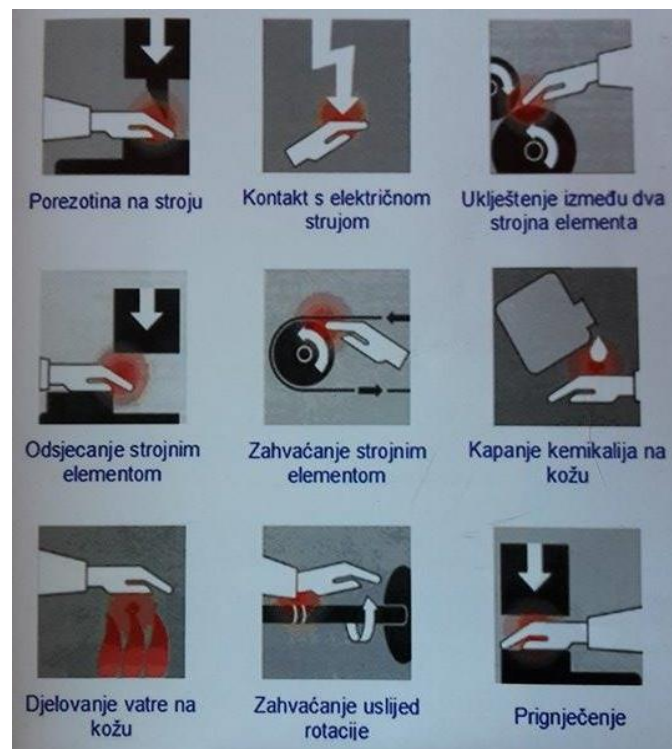 Porezotina na stroju
Kontakt s električnom
strujom
Uklještenje između dva
strojna elementa
Odsjecanje strojnim
elementom
Zahvaćanje strojnim
elementom
Kapanje kemikalija na
kožu
Djelovanje vatre na
kožu
Zahvaćanje uslijed
rotacije
Prignječenje